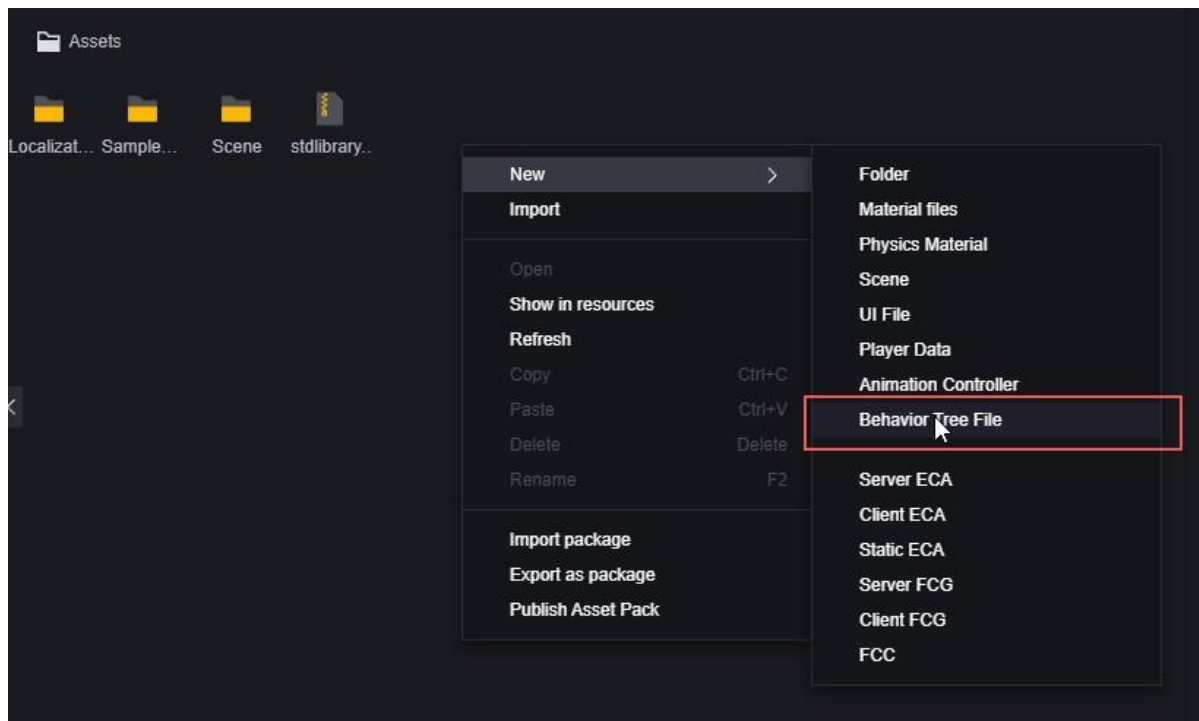 Assets
Localizat... Sample... Scene stdlibrary..
New
Import
Open
Show in resources
Refresh
Copy Ctrl+C
Paste Ctrl+V
Delete Delete
Rename F2
Import package
Export as package
Publish Asset Pack
Folder
Material files
Physics Material
Scene
UI File
Player Data
Animation Controller
Behavior Tree File
Server ECA
Client ECA
Static ECA
Server FCG
Client FCG
FCC